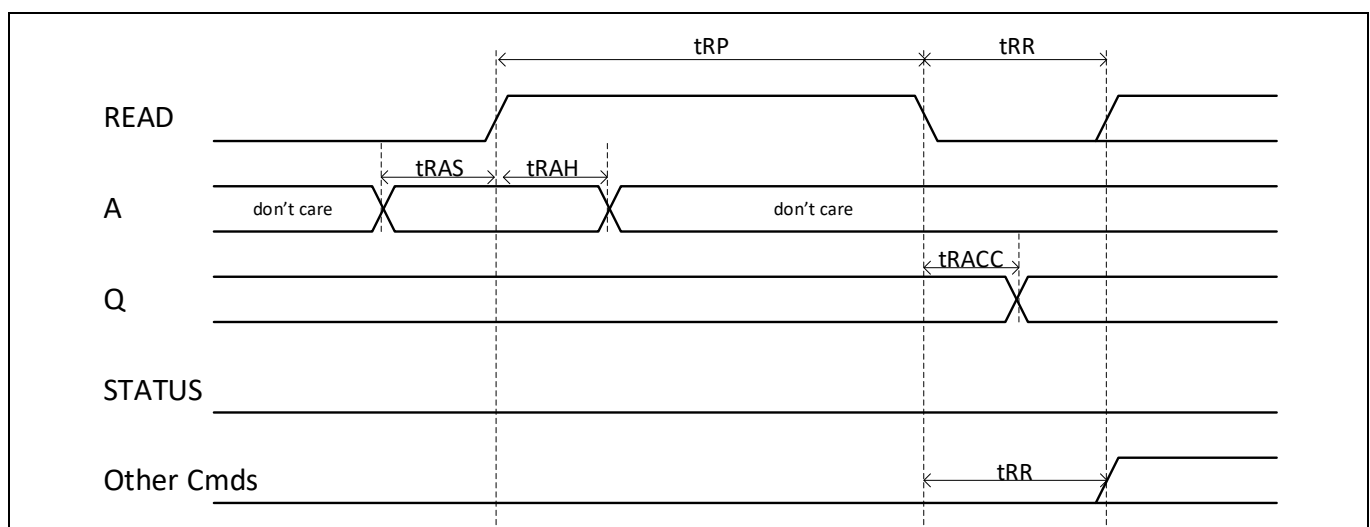 tRP tRR
READ
tRAS tRAH
A don't care don't care
tRACC
Q
STATUS
tRR
Other Cmds